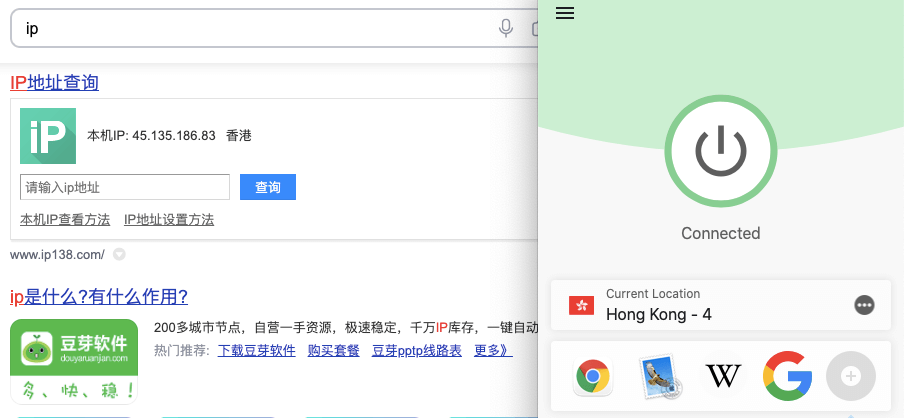 ip
IP地址查询
iP
本机IP: 45.135.186.83 香港
请输入ip地址
查询
本机IP查看方法 IP地址设置方法
www.ip138.com/
ip是什么?有什么作用?
豆芽软件
douyaruanjian.com
多、快、稳！
200多城市节点，自营一手资源，极速稳定，千万IP库存，一键自动
热门推荐: 下载豆芽软件 购买套餐 豆芽pptp线路表 更多》
Connected
Current Location
Hong Kong - 4
W
G